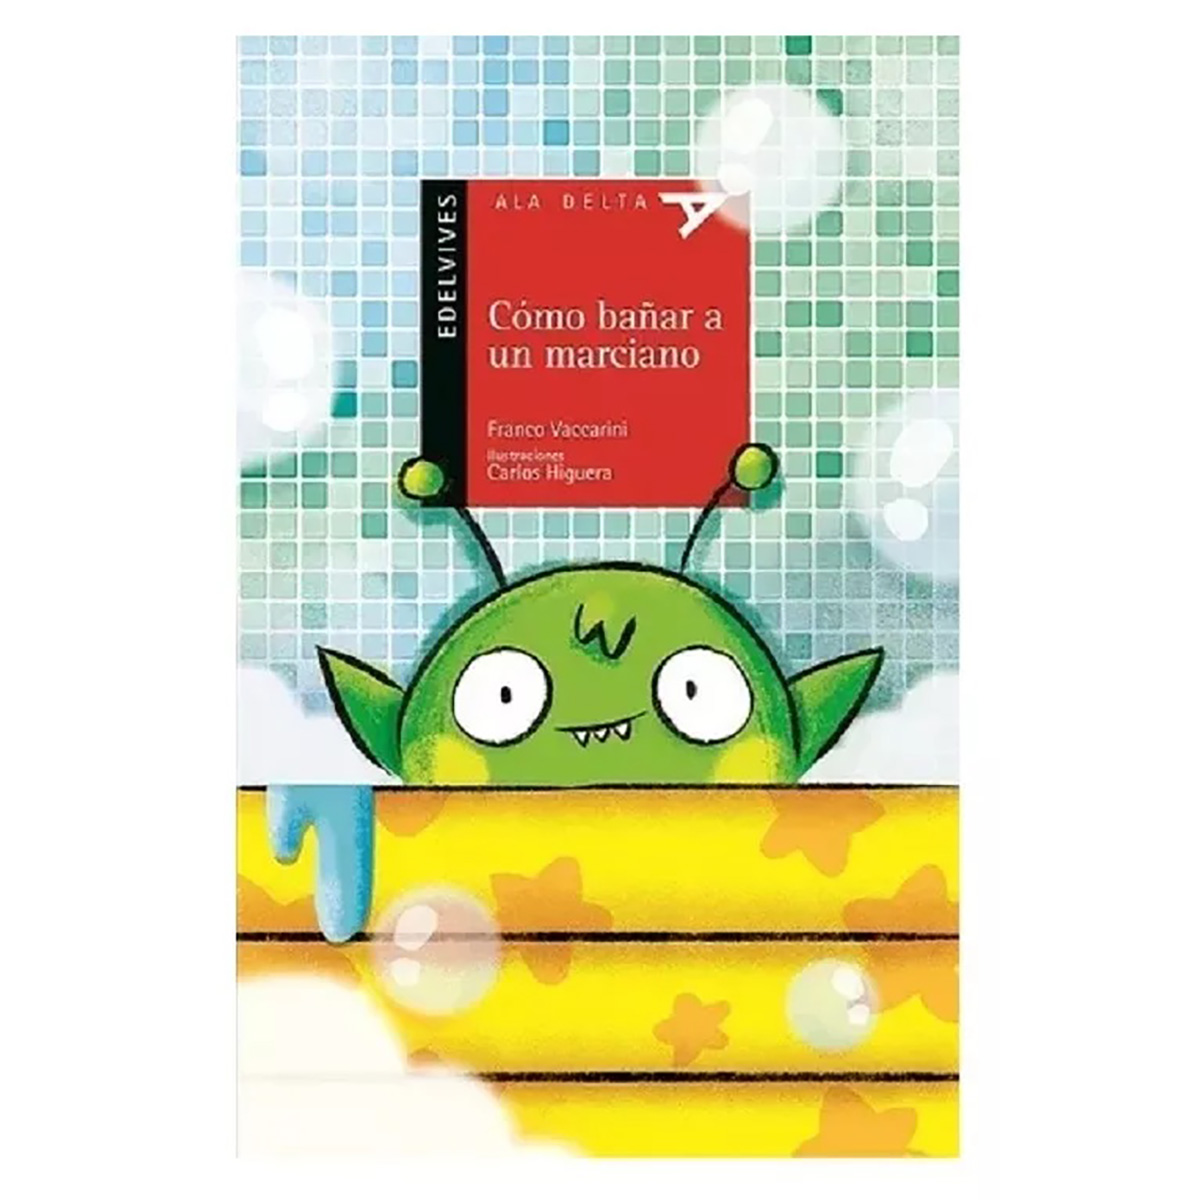 EDELVIVES
ALA DELTA
Cómo bañar a
un marciano
Franco Vaccarini
Ilustraciones
Carlos Higuera